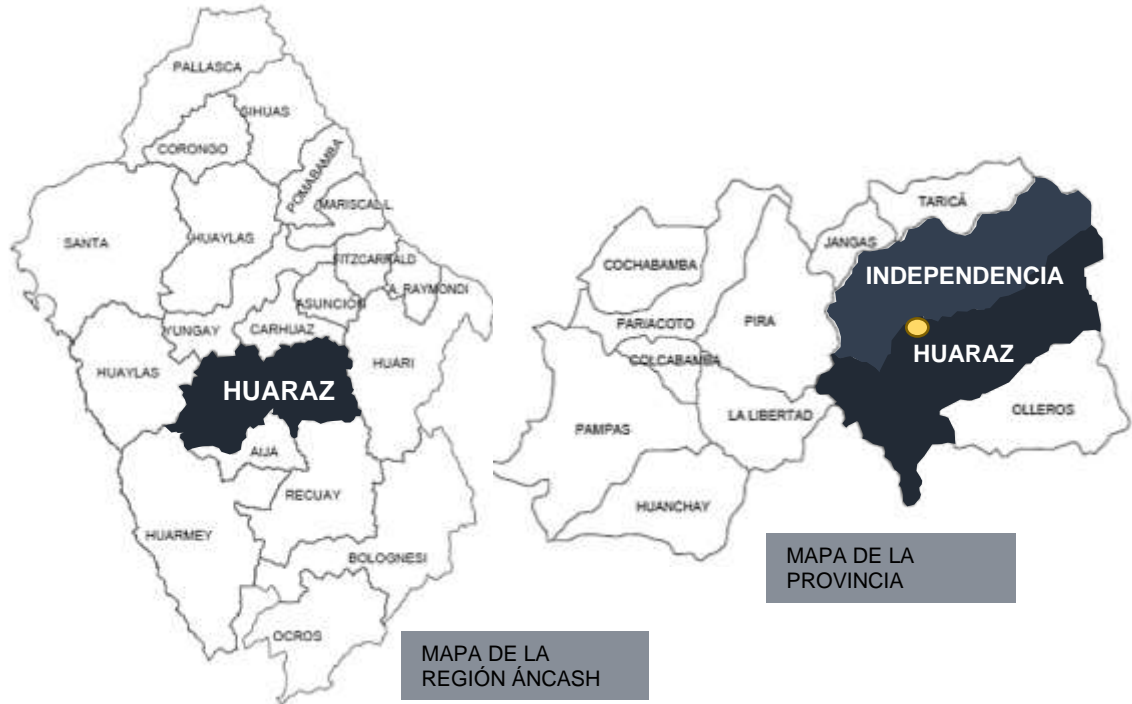 PALLASCA
SIHUAS
CORONGO
POMABAMBA
MARISCAL L.
SANTA
HUAYLAS
FITZCARRALD
A. RAYMONDI
ASUNCIÓN
YUNGAY
CARHUAZ
HUAYLAS
HUARI
HUARAZ
AIJA
RECUAY
HUARMEY
BOLOGNESI
OCROS
MAPA DE LA
REGIÓN ÁNCASH
TARICÁ
JANGAS
COCHABAMBA
INDEPENDENCIA
PARIACOTO
PIRA
HUARAZ
COLCABAMBA
OLLEROS
LA LIBERTAD
PAMPAS
HUANCHAY
MAPA DE LA
PROVINCIA